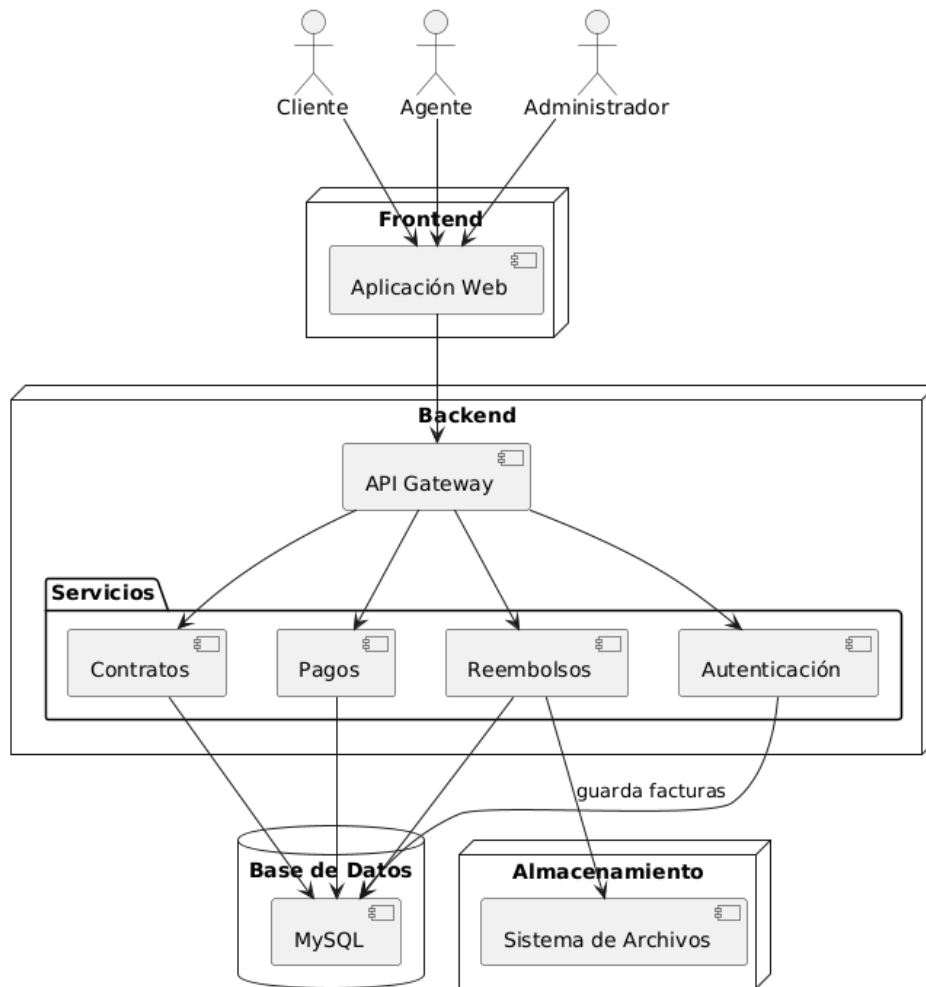 Cliente
Agente
Administrador
Frontend
Aplicación Web
Backend
API Gateway
Servicios
Contratos
Pagos
Reembolsos
Autenticación
guarda facturas
Base de Datos
MySQL
Almacenamiento
Sistema de Archivos